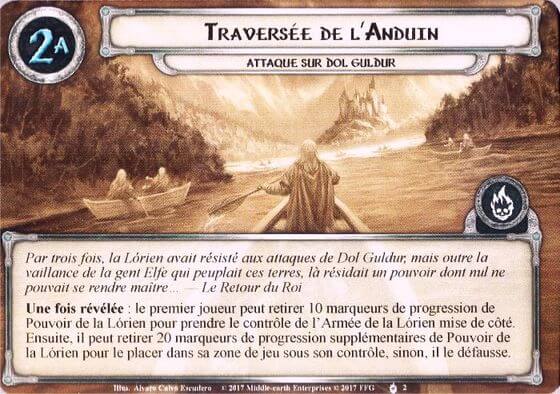 2A
TRAVERSÉE DE L'ANDUIN
ATTAQUE SUR DOL GULDUR
Par trois fois, la Lórien avait résisté aux attaques de Dol Guldur, mais outre la
vaillance de la gent Elfe qui peuplait ces terres, là résidait un pouvoir dont nul ne
pouvait se rendre maître… — Le Retour du Roi
Une fois révélée : le premier joueur peut retirer 10 marqueurs de progression de
Pouvoir de la Lórien pour prendre le contrôle de l'Armée de la Lórien mise de côté.
Ensuite, il peut retirer 20 marqueurs de progression supplémentaires de Pouvoir
de la Lórien pour le placer dans sa zone de jeu sous son contrôle, sinon, il le défausse.
Illus. Álvaro Calvo Escudero © 2017 Middle-earth Enterprises © 2017 FFG 2